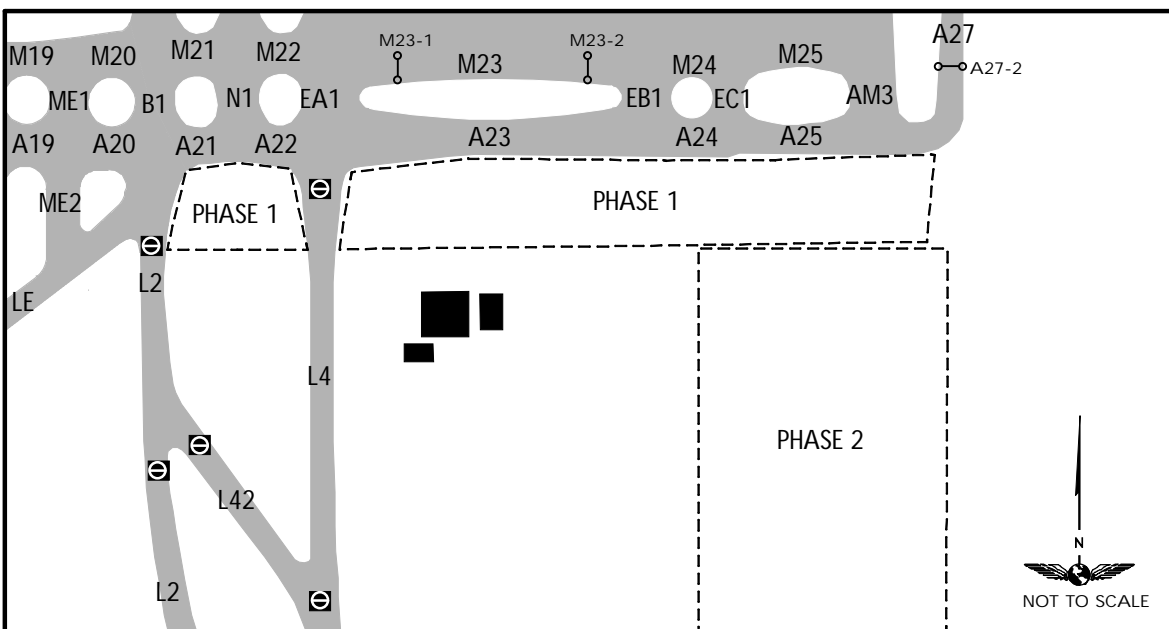 A27
M21
M22
M23-1
M23-2
M19
M20
M23
M24
M25
A27-2
ME1
B1
N1
EA1
EB1
EC1
AM3
A19
A20
A21
A22
A23
A24
A25
ME2
PHASE 1
PHASE 1
L2
LE
L4
PHASE 2
L42
L2
N
NOT TO SCALE